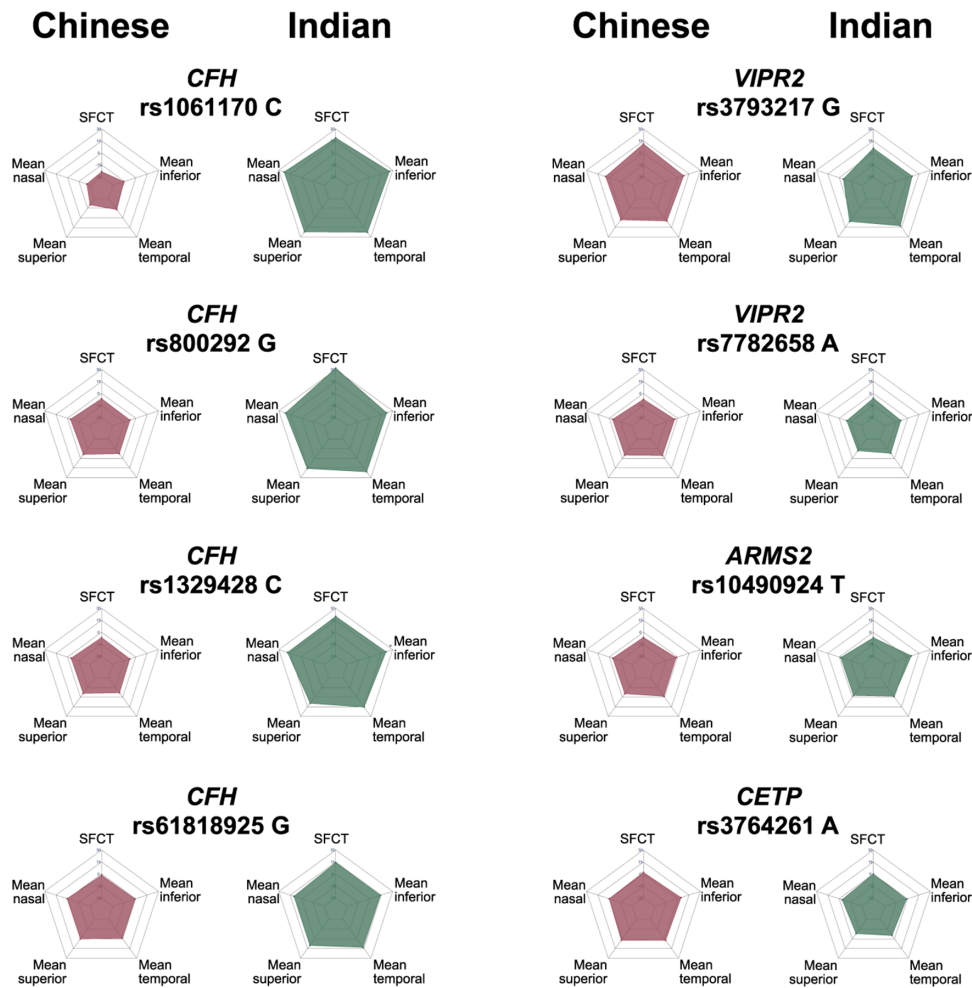 Chinese Indian Chinese Indian
CFH
rs1061170 C
SFCT
Mean nasal
Mean inferior
Mean superior
Mean temporal
SFCT
Mean nasal
Mean inferior
Mean superior
Mean temporal
VIPR2
rs3793217 G
SFCT
Mean nasal
Mean inferior
Mean superior
Mean temporal
SFCT
Mean nasal
Mean inferior
Mean superior
Mean temporal
CFH
rs800292 G
SFCT
Mean nasal
Mean inferior
Mean superior
Mean temporal
SFCT
Mean nasal
Mean inferior
Mean superior
Mean temporal
VIPR2
rs7782658 A
SFCT
Mean nasal
Mean inferior
Mean superior
Mean temporal
SFCT
Mean nasal
Mean inferior
Mean superior
Mean temporal
CFH
rs1329428 C
SFCT
Mean nasal
Mean inferior
Mean superior
Mean temporal
SFCT
Mean nasal
Mean inferior
Mean superior
Mean temporal
ARMS2
rs10490924 T
SFCT
Mean nasal
Mean inferior
Mean superior
Mean temporal
SFCT
Mean nasal
Mean inferior
Mean superior
Mean temporal
CFH
rs61818925 G
SFCT
Mean nasal
Mean inferior
Mean superior
Mean temporal
SFCT
Mean nasal
Mean inferior
Mean superior
Mean temporal
CETP
rs3764261 A
SFCT
Mean nasal
Mean inferior
Mean superior
Mean temporal
SFCT
Mean nasal
Mean inferior
Mean superior
Mean temporal